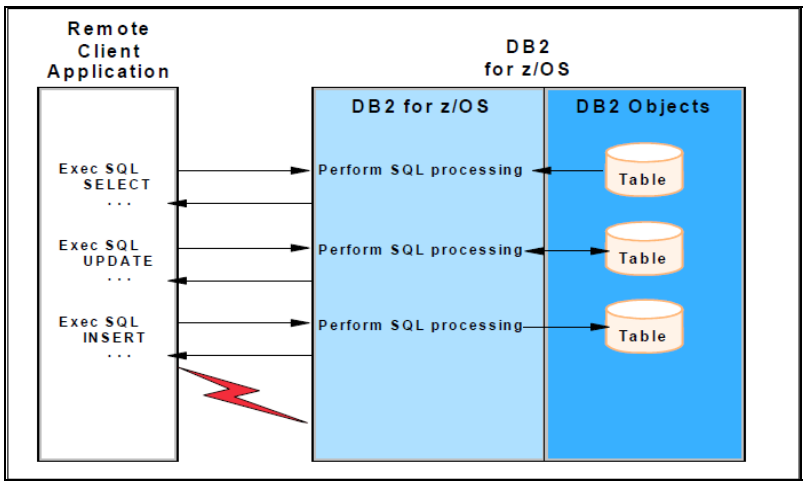 Remote
Client
Application
DB2
for z/OS
DB2 for z/OS
DB2 Objects
Exec SQL
SELECT
...
Perform SQL processing
Table
Exec SQL
UPDATE
...
Perform SQL processing
Table
Exec SQL
INSERT
...
Perform SQL processing
Table